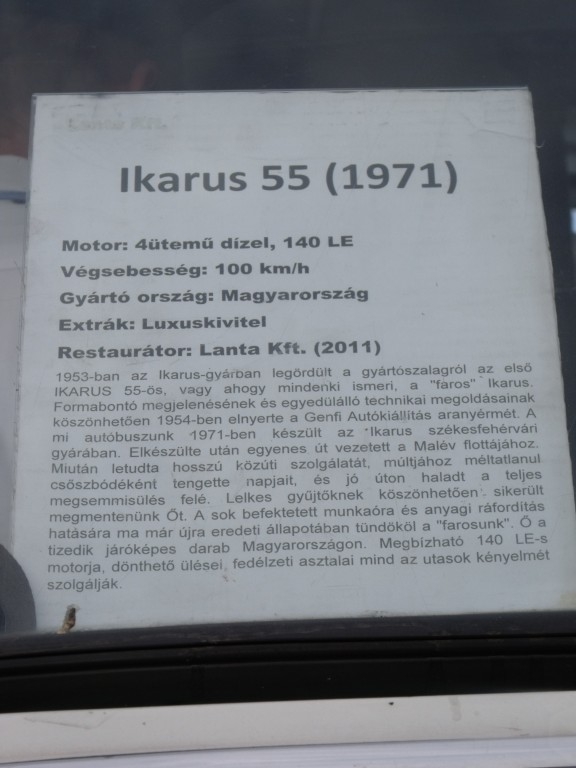 Lanta Kft.
Ikarus 55 (1971)
Motor: 4ütemű dízel, 140 LE
Végsebesség: 100 km/h
Gyártó ország: Magyarország
Extrák: Luxuskivitel
Restaurátor: Lanta Kft. (2011)
1953-ban az Ikarus-gyárban legördült a gyártószalagról az első
IKARUS 55-ös, vagy ahogy mindenki ismeri, a "faros" Ikarus.
Formabontó megjelenésének és egyedülálló technikai megoldásainak
köszönhetően 1954-ben elnyerte a Genfi Autókiállítás aranyérmét. A
mi autóbuszunk 1971-ben készült az Ikarus székesfehérvári
gyárában. Elkészülte után egyenes út vezetett a Malév flottájához.
Miután letudta hosszú közúti szolgálatát, múltjához méltatlanul
csőszbódéként tengette napjait, és jó úton haladt a teljes
megsemmisülés felé. Lelkes gyűjtőknek köszönhetően sikerült
megmentenünk Őt. A sok befektetett munkaóra és anyagi ráfordítás
hatására ma már újra eredeti állapotában tündököl a "farosunk". Ő a
tizedik járóképes darab Magyarországon. Megbízható 140 LE-s
motorja, dönthető ülései, fedélzeti asztalai mind az utasok kényelmét
szolgálják.